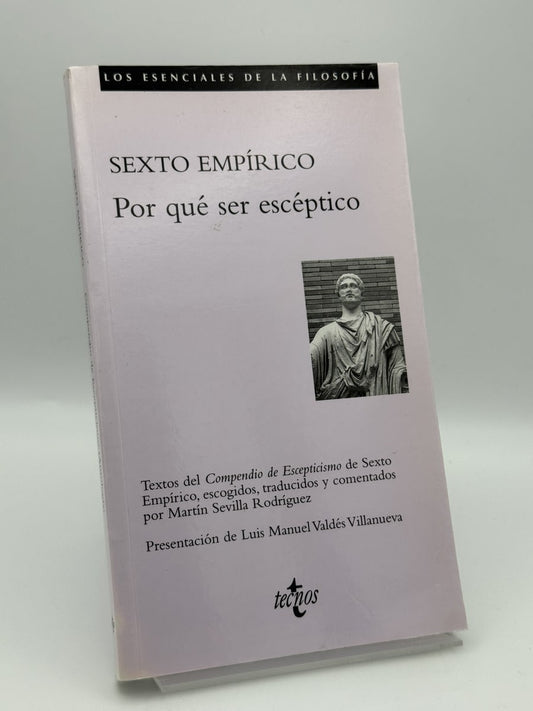 LOS ESENCIALES DE LA FILOSOFÍA
SEXTO EMPÍRICO
Por qué ser escéptico
Textos del Compendio de Escepticismo de Sexto
Empírico, escogidos, traducidos y comentados
por Martín Sevilla Rodríguez
Presentación de Luis Manuel Valdés Villanueva
tecnos